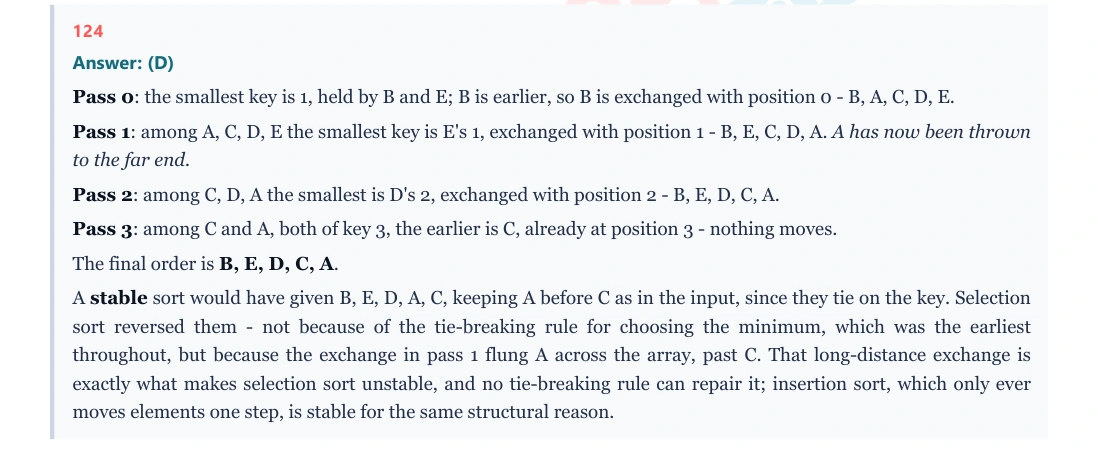 124
Answer: (D)
Pass 0: the smallest key is 1, held by B and E; B is earlier, so B is exchanged with position 0 - B, A, C, D, E.
Pass 1: among A, C, D, E the smallest key is E's 1, exchanged with position 1 - B, E, C, D, A. A has now been thrown
to the far end.
Pass 2: among C, D, A the smallest is D's 2, exchanged with position 2 - B, E, D, C, A.
Pass 3: among C and A, both of key 3, the earlier is C, already at position 3 - nothing moves.
The final order is B, E, D, C, A.
A stable sort would have given B, E, D, A, C, keeping A before C as in the input, since they tie on the key. Selection
sort reversed them - not because of the tie-breaking rule for choosing the minimum, which was the earliest
throughout, but because the exchange in pass 1 flung A across the array, past C. That long-distance exchange is
exactly what makes selection sort unstable, and no tie-breaking rule can repair it; insertion sort, which only ever
moves elements one step, is stable for the same structural reason.